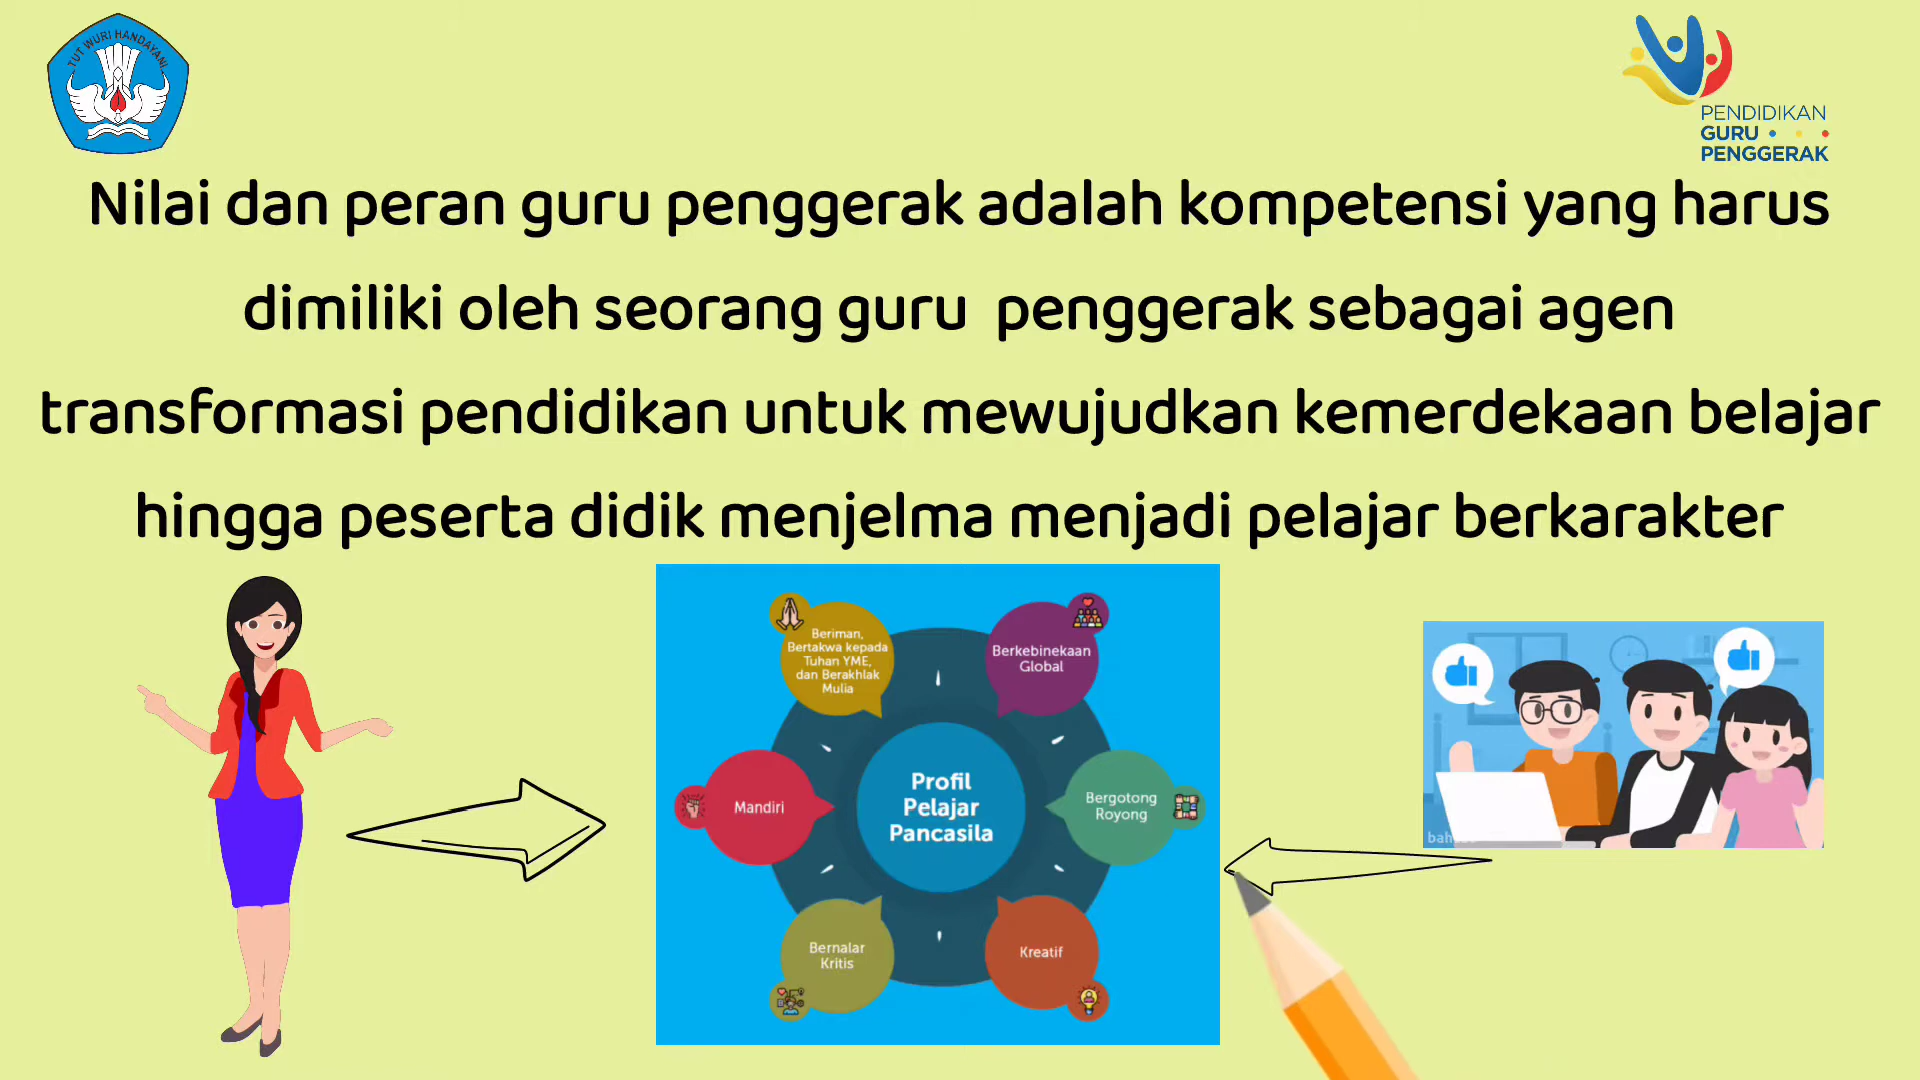 TUT WURI HANDAYANI
PENDIDIKAN
GURU
PENGGERAK
Nilai dan peran guru penggerak adalah kompetensi yang harus
dimiliki oleh seorang guru penggerak sebagai agen
transformasi pendidikan untuk mewujudkan kemerdekaan belajar
hingga peserta didik menjelma menjadi pelajar berkarakter
Beriman,
Bertakwa kepada
Tuhan YME,
dan Berakhlak
Mulia
Berkebinekaan
Global
Mandiri
Profil
Pelajar
Pancasila
Bergotong
Royong
Bernalar
Kritis
Kreatif